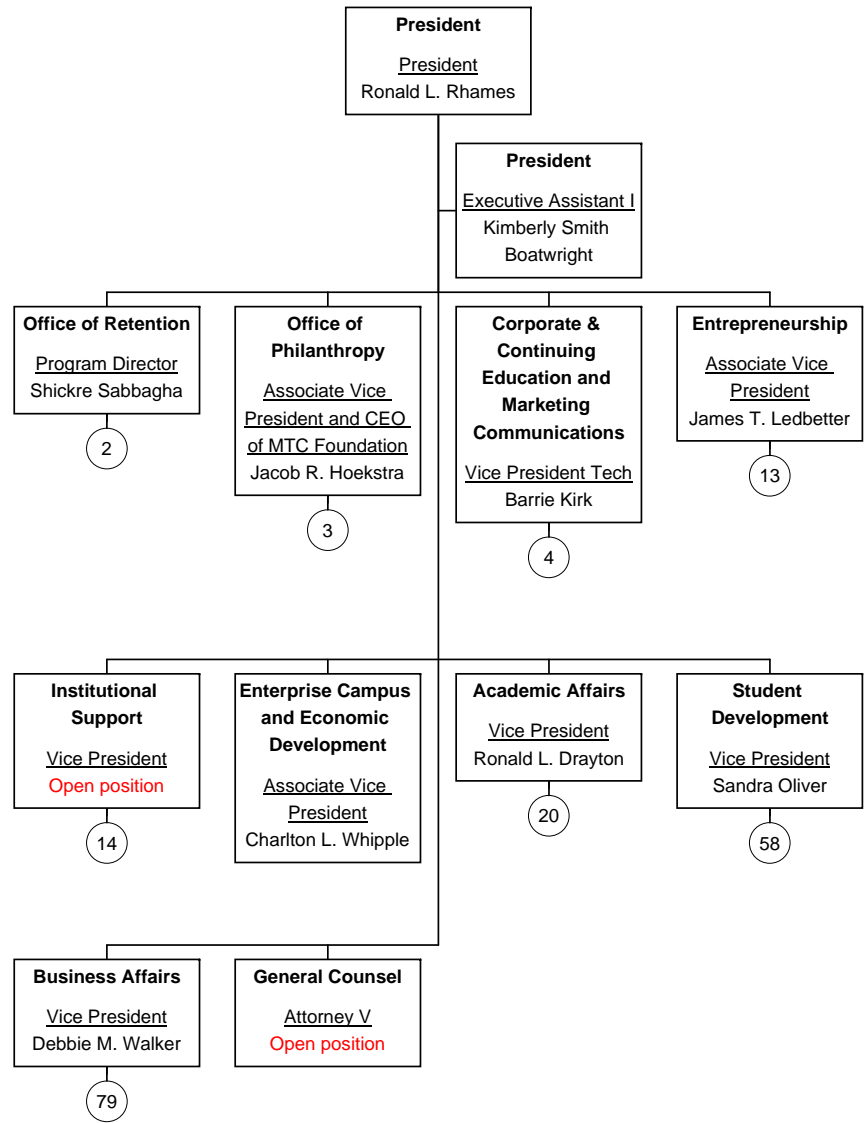 President
President
Ronald L. Rhames
President
Executive Assistant I
Kimberly Smith
Boatwright
Office of Retention
Program Director
Shickre Sabbagha
2
Office of
Philanthropy
Associate Vice
President and CEO
of MTC Foundation
Jacob R. Hoekstra
3
Corporate &
Continuing
Education and
Marketing
Communications
Vice President Tech
Barrie Kirk
4
Entrepreneurship
Associate Vice
President
James T. Ledbetter
13
Institutional
Support
Vice President
Open position
14
Enterprise Campus
and Economic
Development
Associate Vice
President
Charlton L. Whipple
Academic Affairs
Vice President
Ronald L. Drayton
20
Student
Development
Vice President
Sandra Oliver
58
Business Affairs
Vice President
Debbie M. Walker
79
General Counsel
Attorney V
Open position